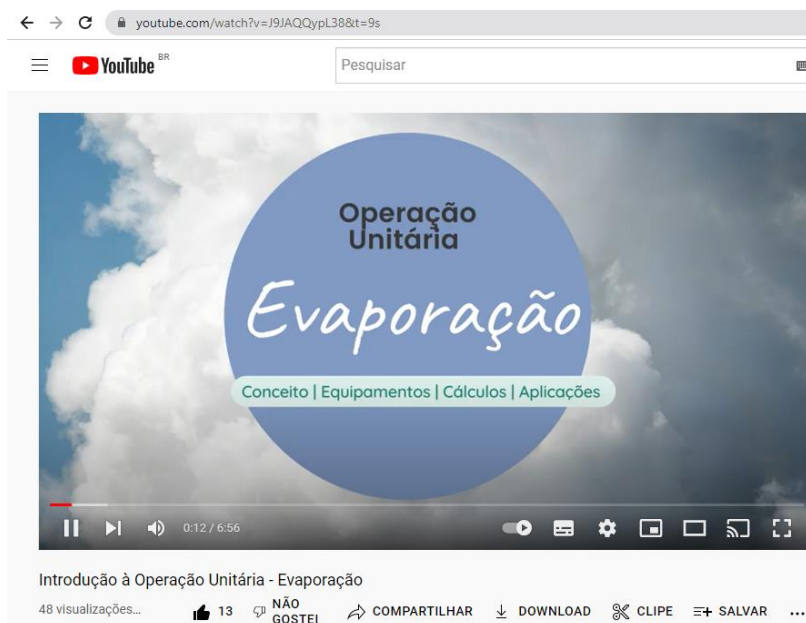 youtube.com/watch?v=J9JAQQypL38&t=9s
YouTube BR
Pesquisar
Operação
Unitária
Evaporação
Conceito | Equipamentos | Cálculos | Aplicações
0:12 / 6:56
Introdução à Operação Unitária - Evaporação
48 visualizações... 13 NÃO GOSTEI COMPARTILHAR DOWNLOAD CLIPE SALVAR ...